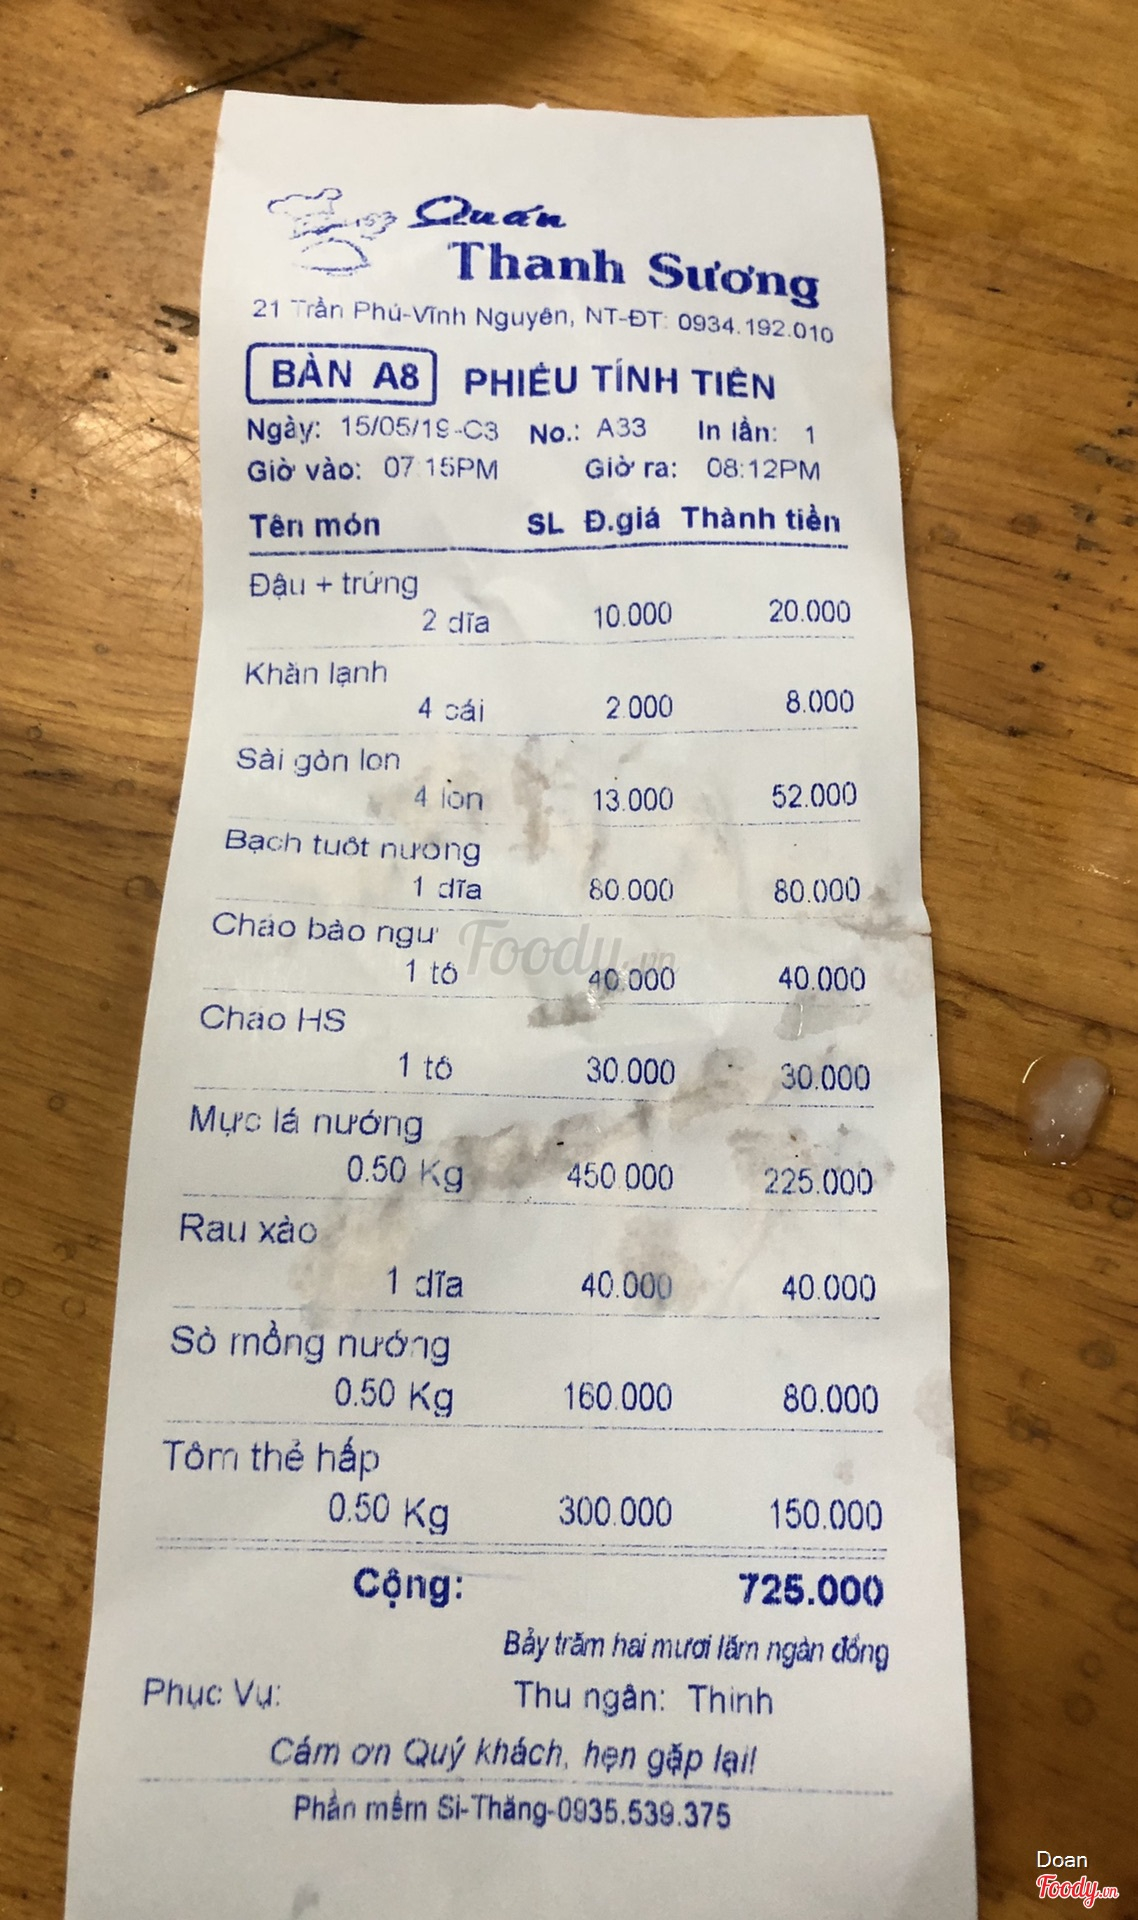 Quán
Thanh Sương
21 Trần Phú-Vĩnh Nguyên, NT-ĐT: 0934.192.010
BÀN A8 PHIẾU TÍNH TIỀN
Ngày: 15/05/19-C3 No.: A33 In lần: 1
Giờ vào: 07:15PM Giờ ra: 08:12PM
Tên món SL Đ.giá Thành tiền
Đậu + trứng
2 dĩa 10.000 20.000
Khăn lạnh
4 cái 2.000 8.000
Sài gòn lon
4 lon 13.000 52.000
Bạch tuột nướng
1 dĩa 80.000 80.000
Cháo bào ngư
1 tô 40.000 40.000
Cháo HS
1 tô 30.000 30.000
Mực lá nướng
0.50 Kg 450.000 225.000
Rau xào
1 dĩa 40.000 40.000
Sò mồng nướng
0.50 Kg 160.000 80.000
Tôm thẻ hấp
0.50 Kg 300.000 150.000
Cộng: 725.000
Bảy trăm hai mươi lăm ngàn đồng
Phục Vụ: Thu ngân: Thinh
Cám ơn Quý khách, hẹn gặp lại!
Phần mềm Si-Thăng-0935.539.375
Foody.vn
Doan
Foody.vn